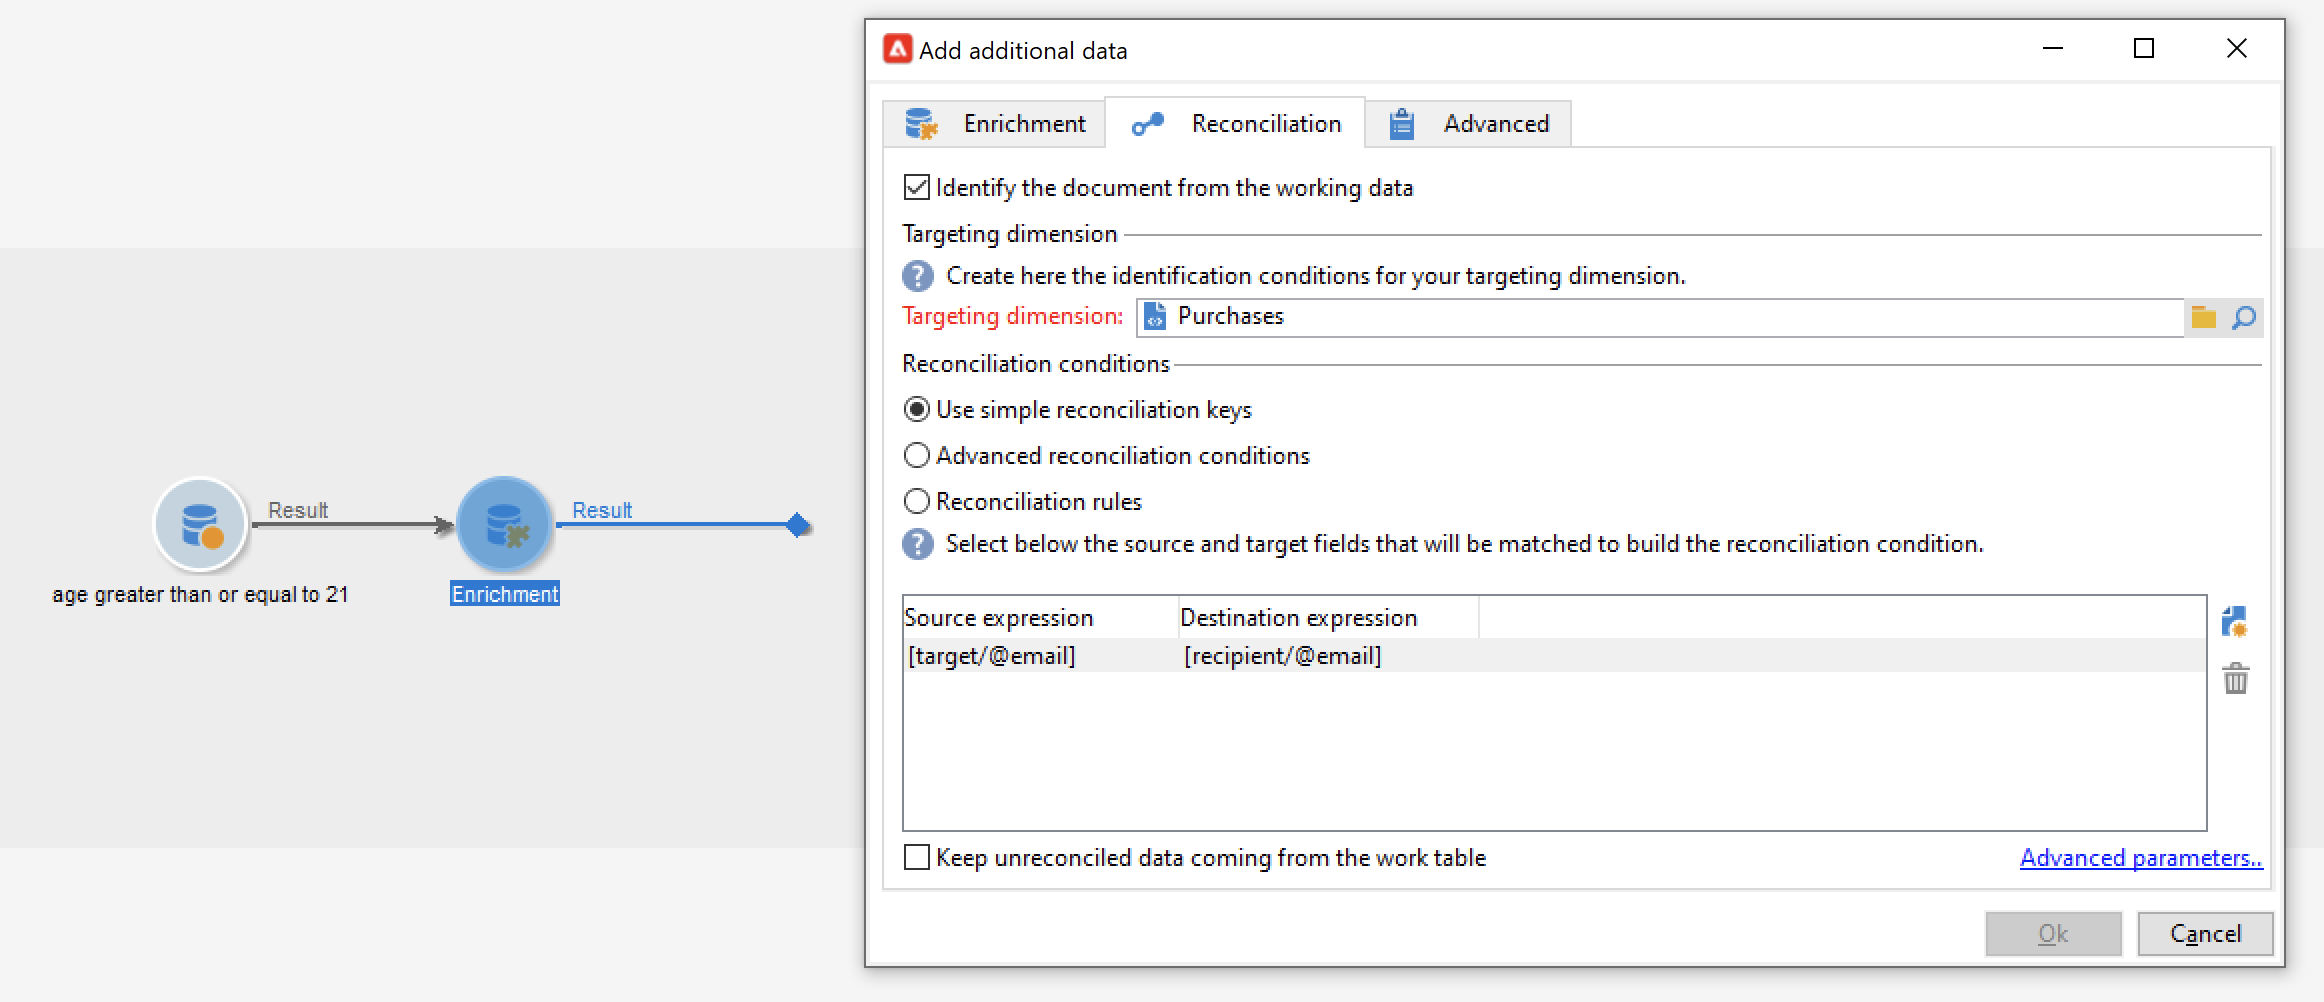 Add additional data
Enrichment
Reconciliation
Advanced
Identify the document from the working data
Targeting dimension
Create here the identification conditions for your targeting dimension.
Targeting dimension: Purchases
Reconciliation conditions
Use simple reconciliation keys
Advanced reconciliation conditions
Reconciliation rules
Select below the source and target fields that will be matched to build the reconciliation condition.
Source expression Destination expression
[target/@email] [recipient/@email]
Keep unreconciled data coming from the work table
Advanced parameters..
Ok
Cancel
Result
Result
age greater than or equal to 21
Enrichment